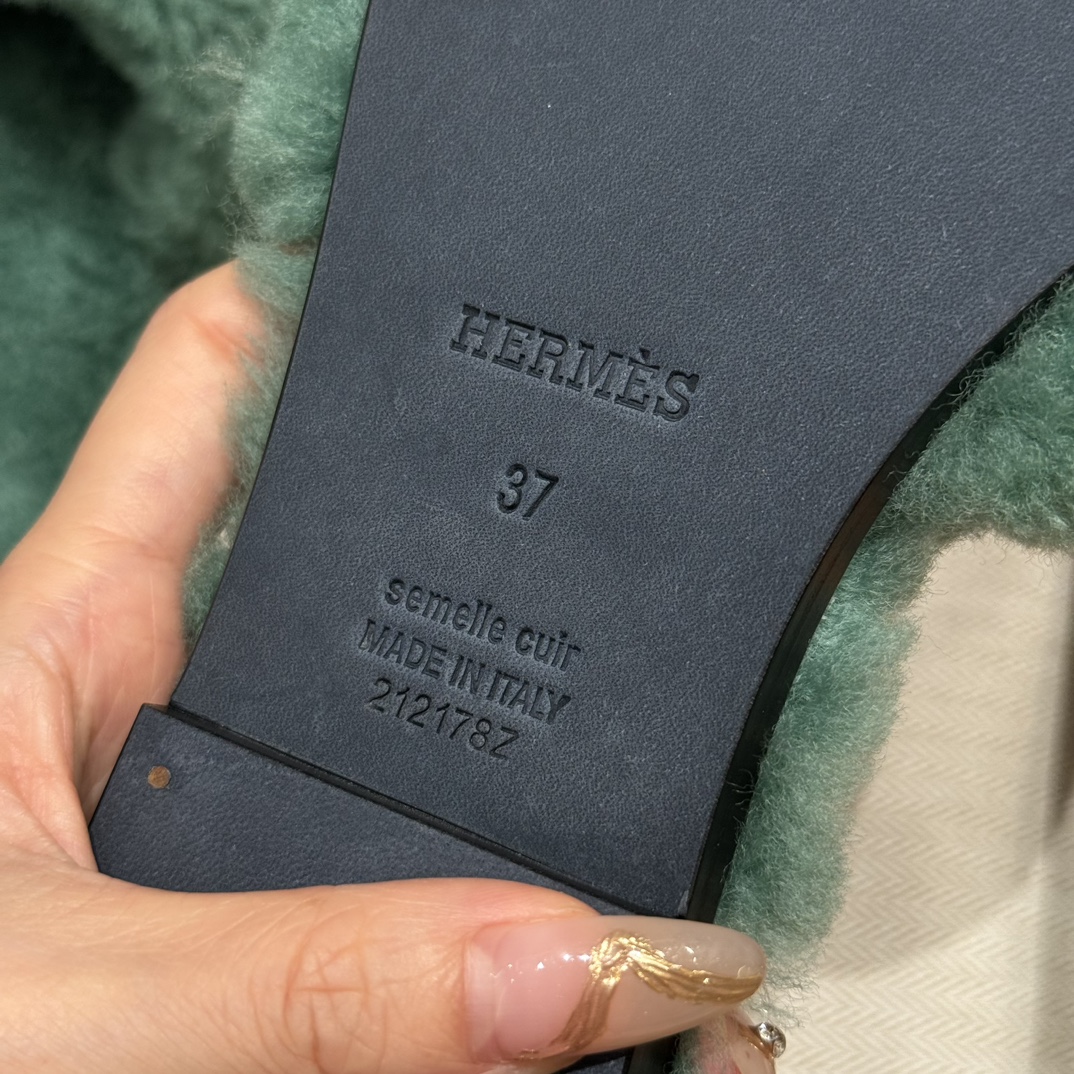 HERMÈS
37
semelle cuir
MADE IN ITALY
212178Z